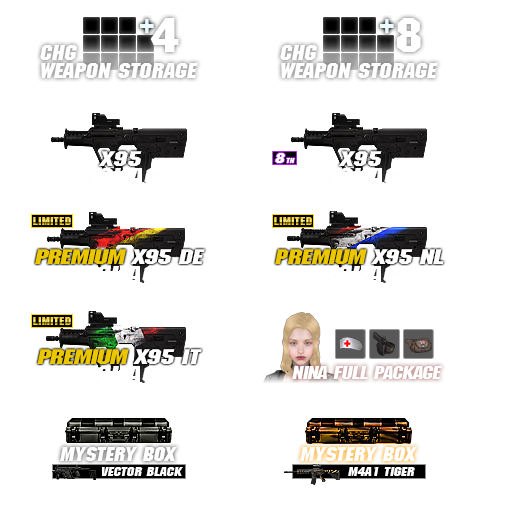 +4
CHG
WEAPON STORAGE
+8
CHG
WEAPON STORAGE
X95
8TH
X95
LIMITED
PREMIUM X95 DE
LIMITED
PREMIUM X95 NL
LIMITED
PREMIUM X95 IT
NINA FULL PACKAGE
MYSTERY BOX
VECTOR BLACK
MYSTERY BOX
M4A1 TIGER